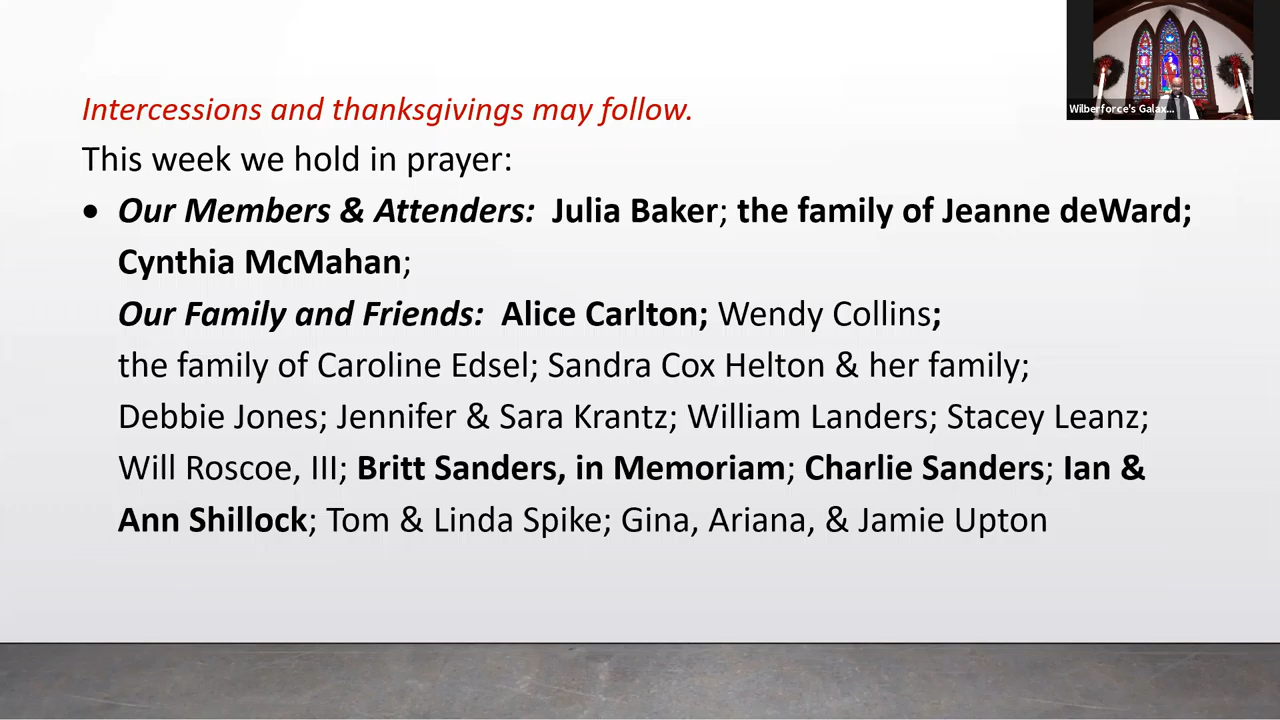 Wilberforce's Galax...
Intercessions and thanksgivings may follow.
This week we hold in prayer:
• Our Members & Attenders: Julia Baker; the family of Jeanne deWard;
Cynthia McMahan;
Our Family and Friends: Alice Carlton; Wendy Collins;
the family of Caroline Edsel; Sandra Cox Helton & her family;
Debbie Jones; Jennifer & Sara Krantz; William Landers; Stacey Leanz;
Will Roscoe, III; Britt Sanders, in Memoriam; Charlie Sanders; Ian &
Ann Shillock; Tom & Linda Spike; Gina, Ariana, & Jamie Upton